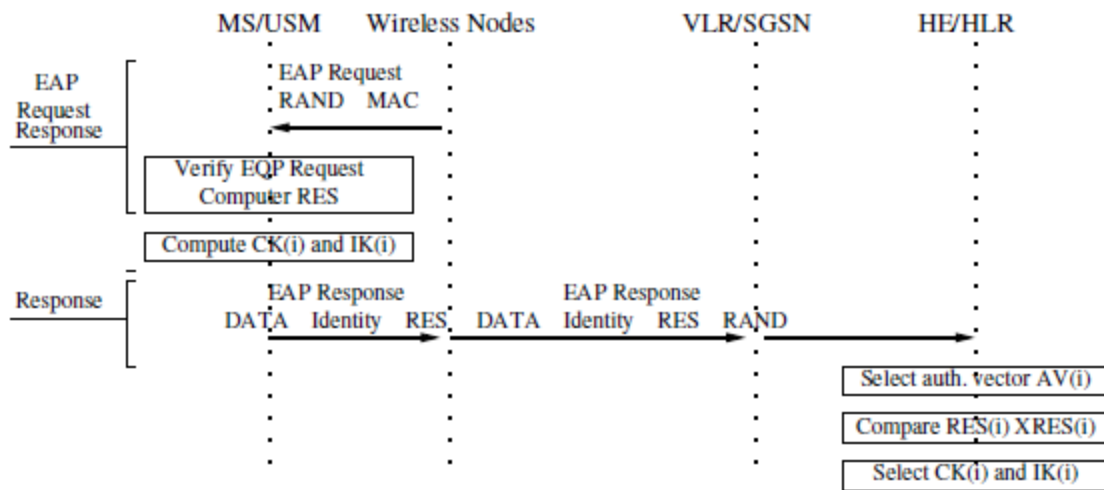 MS/USM Wireless Nodes VLR/SGSN HE/HLR
EAP Request
RAND MAC
EAP
Request
Response
Verify EQP Request
Computer RES
Compute CK(i) and IK(i)
Response
EAP Response
DATA Identity RES
EAP Response
DATA Identity RES RAND
Select auth. vector AV(i)
Compare RES(i) XRES(i)
Select CK(i) and IK(i)